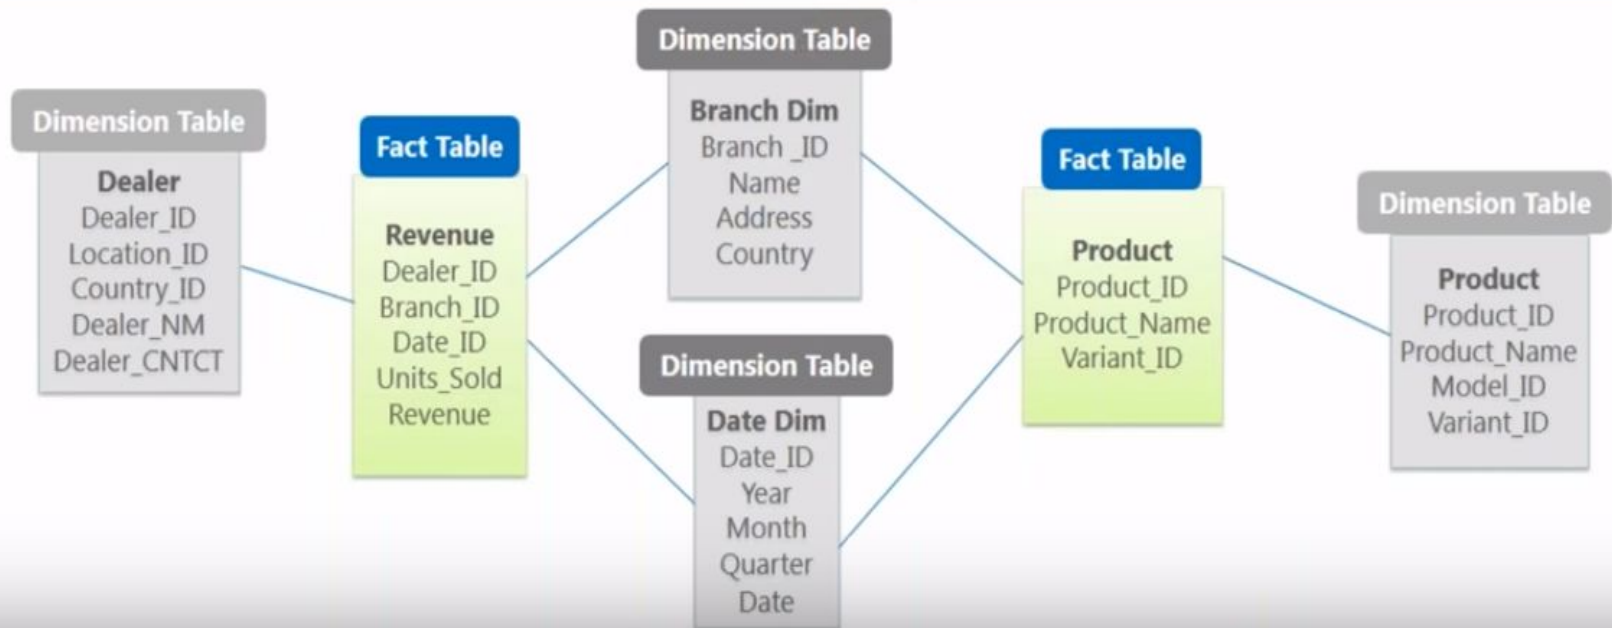 Dimension Table
Dealer
Dealer_ID
Location_ID
Country_ID
Dealer_NM
Dealer_CNTCT
Fact Table
Revenue
Dealer_ID
Branch_ID
Date_ID
Units_Sold
Revenue
Dimension Table
Branch Dim
Branch _ID
Name
Address
Country
Dimension Table
Date Dim
Date_ID
Year
Month
Quarter
Date
Fact Table
Product
Product_ID
Product_Name
Variant_ID
Dimension Table
Product
Product_ID
Product_Name
Model_ID
Variant_ID